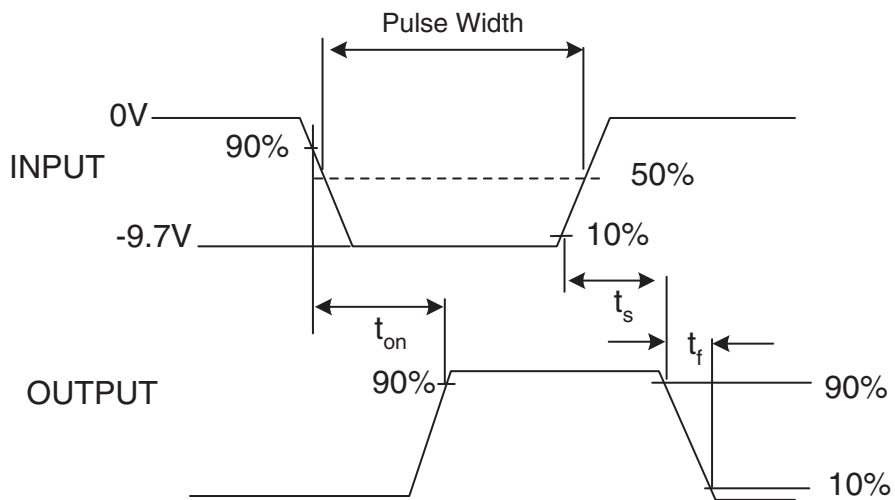 Pulse Width
0V
90%
INPUT
50%
-9.7V
10%
t_s
t_on
t_f
90%
OUTPUT
90%
10%